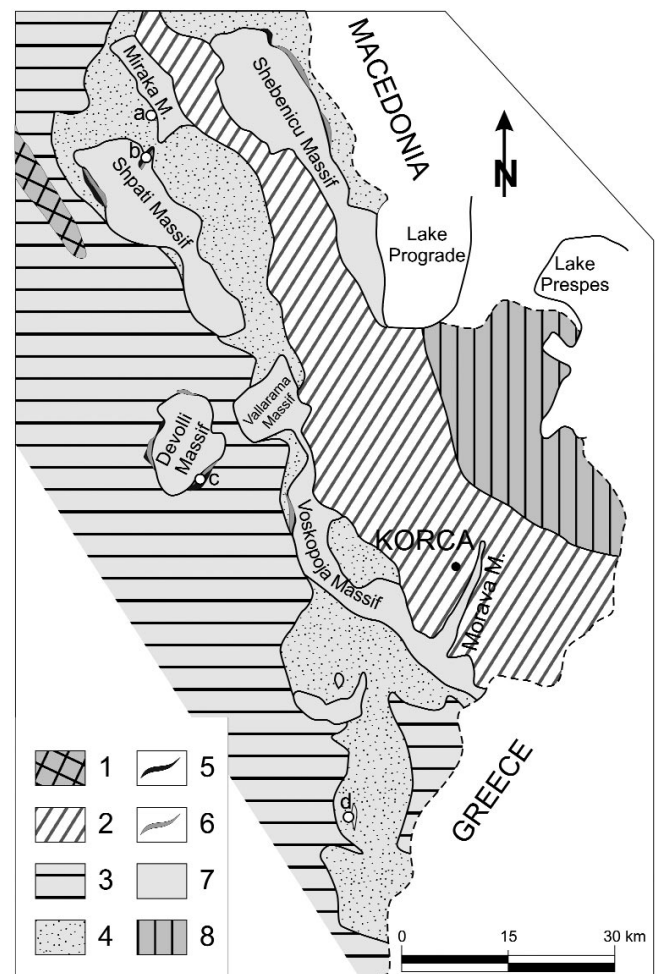 MACEDONIA
Miraka M.
Shebenicu Massif
a
b
N
Shpati Massif
Lake
Prograde
Lake
Prespes
Vallarama
Massif
Devolli
Massif
c
KORCA
Voskopoja Massif
Morava M.
GREECE
d
1 5
2 6
3 7
4 8
0 15 30 km